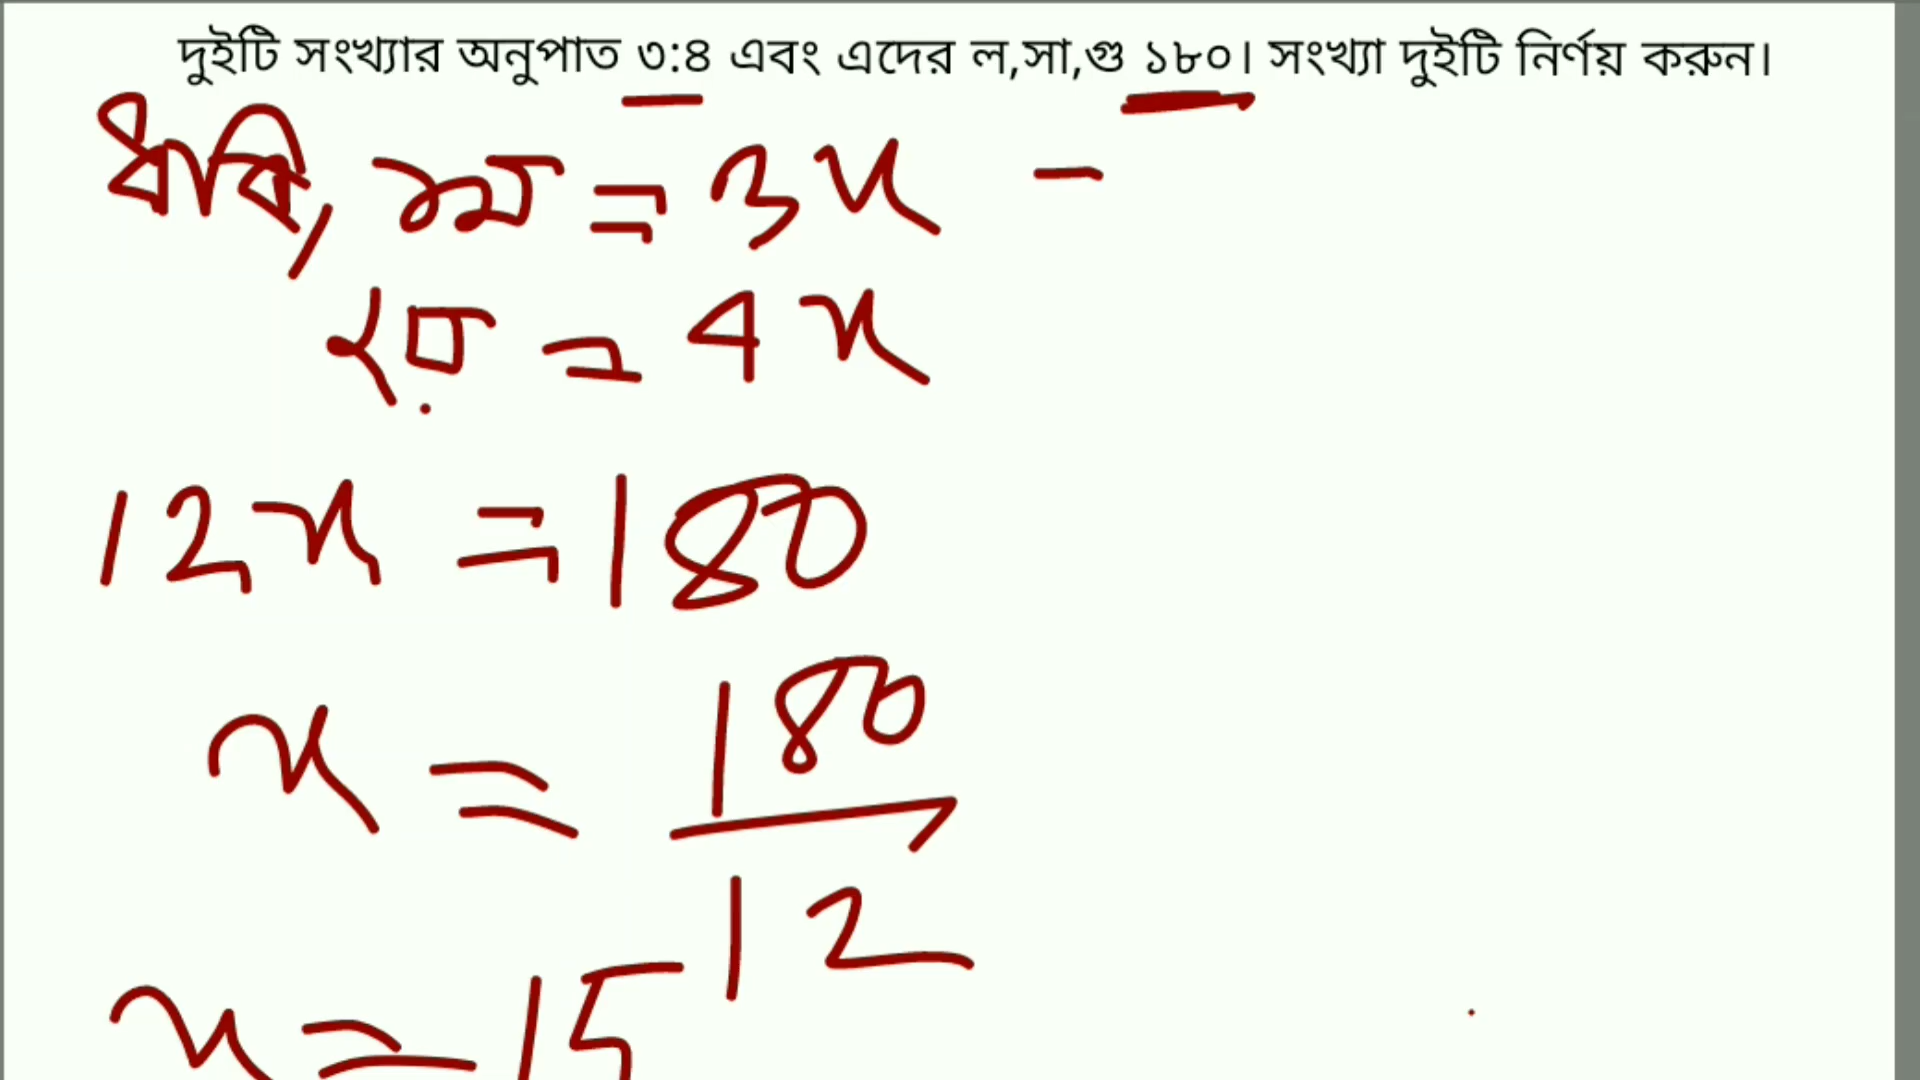 দুইটি সংখ্যার অনুপাত ৩:৪ এবং এদের ল,সা,গু ১৮০। সংখ্যা দুইটি নির্ণয় করুন।
ধরি, ১ম = 3x -
২য় = 4x
12x = 180
x = 180
12
x = 15